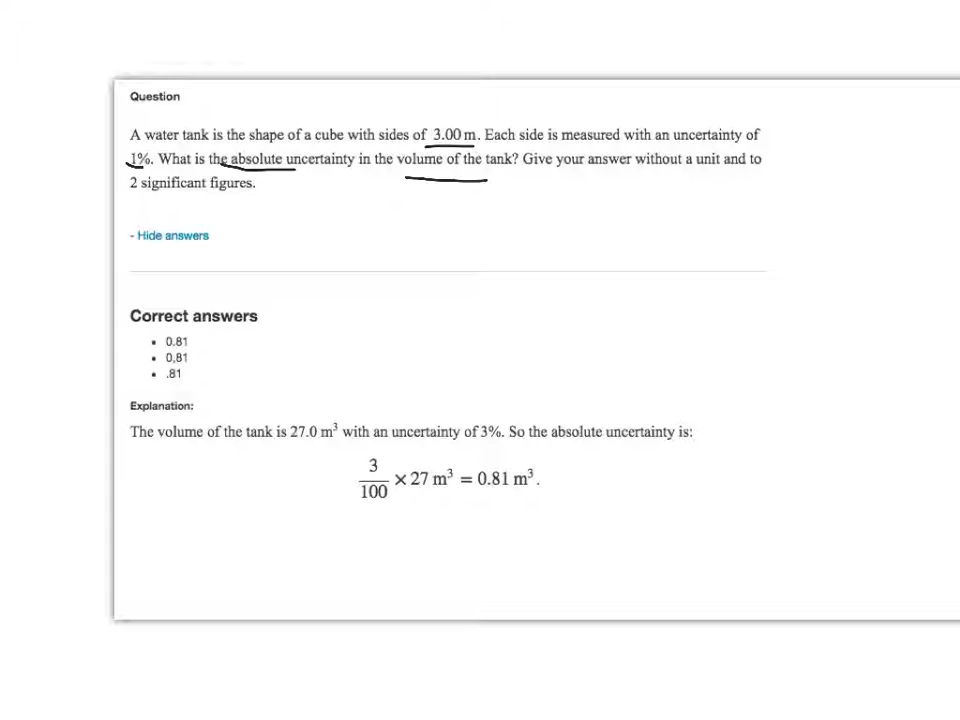 Question
A water tank is the shape of a cube with sides of 3.00 m. Each side is measured with an uncertainty of
1%. What is the absolute uncertainty in the volume of the tank? Give your answer without a unit and to
2 significant figures.
- Hide answers
Correct answers
• 0.81
• 0,81
• .81
Explanation:
The volume of the tank is 27.0 m³ with an uncertainty of 3%. So the absolute uncertainty is:
3/100 × 27 m³ = 0.81 m³.